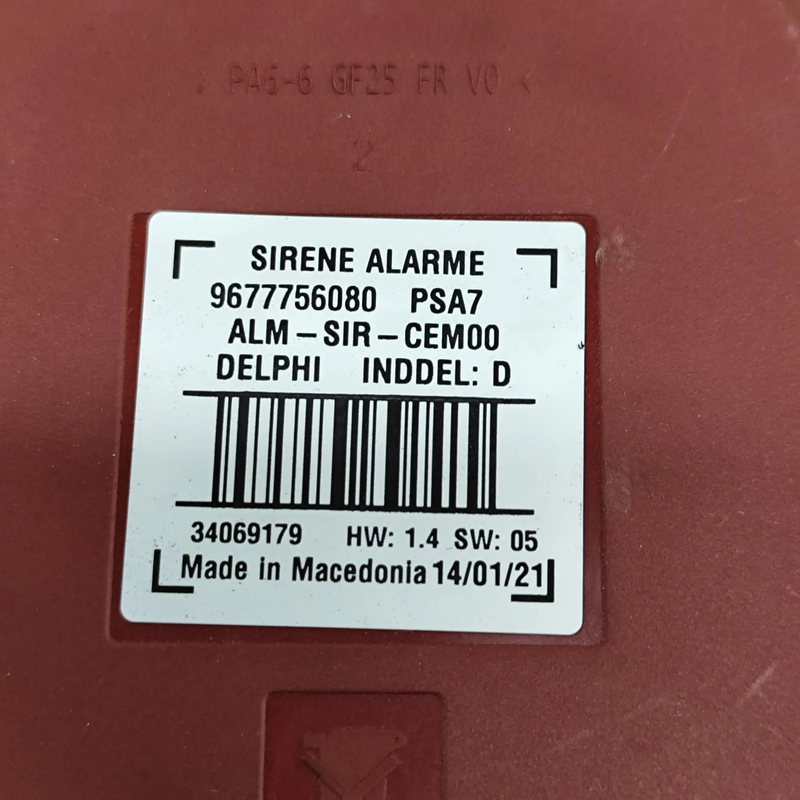 > PA6-6 GF25 FR V0 <
2
SIRENE ALARME
9677756080 PSA7
ALM-SIR-CEM00
DELPHI INDDEL: D
34069179 HW: 1.4 SW: 05
Made in Macedonia 14/01/21